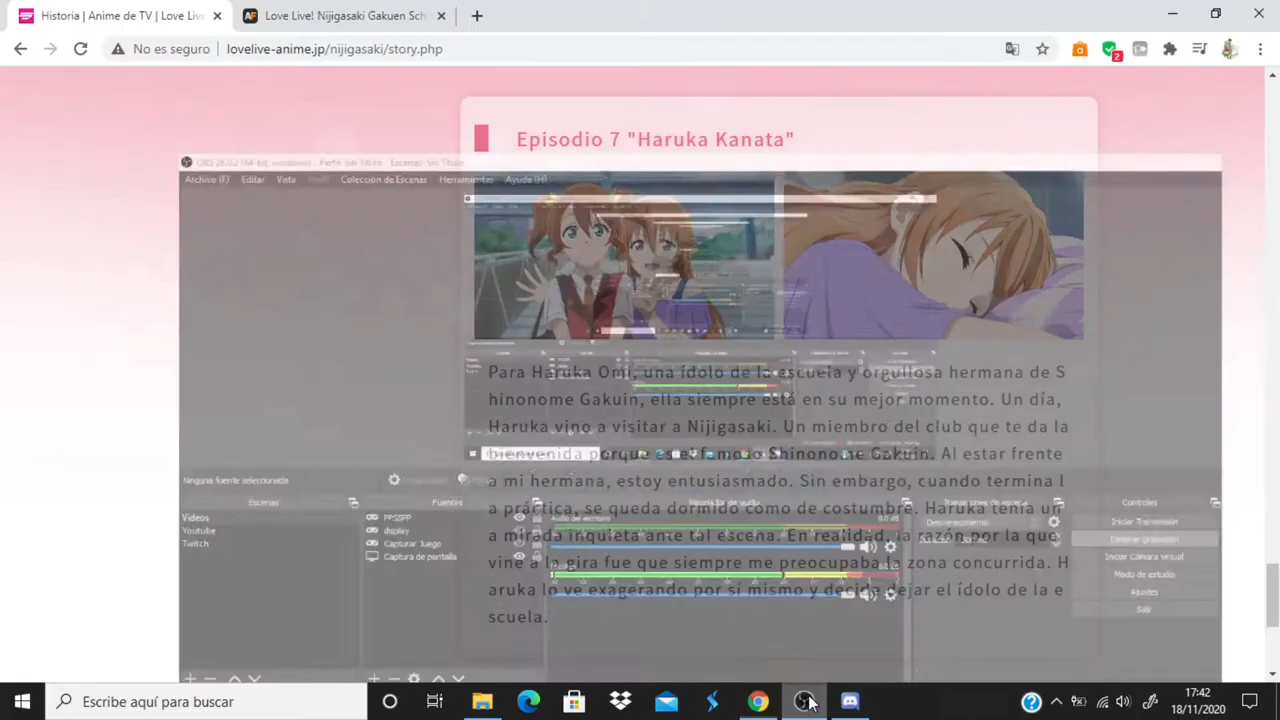 Historia | Anime de TV | Love Live
Love Live! Nijigasaki Gakuen Sch
No es seguro
lovelive-anime.jp/nijigasaki/story.php
2
Episodio 7 "Haruka Kanata"
Archivo (F) Editar Vista Colección de Escenas Herramientas Ayuda (H)
Para Haruka Omi, una ídolo de la escuela y orgullosa hermana de S
hinonome Gakuin, ella siempre está en su mejor momento. Un día,
Haruka vino a visitar a Nijigasaki. Un miembro del club que te da la
bienvenida porque es el famoso Shinonome Gakuin. Al estar frente
a mi hermana, estoy entusiasmado. Sin embargo, cuando termina l
a práctica, se queda dormido como de costumbre. Haruka tenía un
a mirada inquieta ante tal escena. En realidad, la razón por la que
vine a la gira fue que siempre me preocupaba la zona concurrida. H
aruka lo ve exagerando por sí mismo y decide dejar el ídolo de la e
scuela.
Ninguna fuente seleccionada
Escenas
Videos
Youtube
Twitch
Fuentes
PPSSPP
display
Capturar Juego
Captura de pantalla
Audio del escritorio
0.0 dB
Controles
Iniciar Transmisión
Iniciar Cámara virtual
Modo de estudio
Ajustes
Salir
Escribe aquí para buscar
17:42
18/11/2020